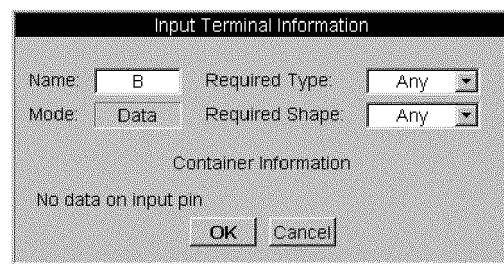 Input Terminal Information
Name: B Required Type: Any
Mode: Data Required Shape: Any
Container Information
No data on input pin
OK Cancel